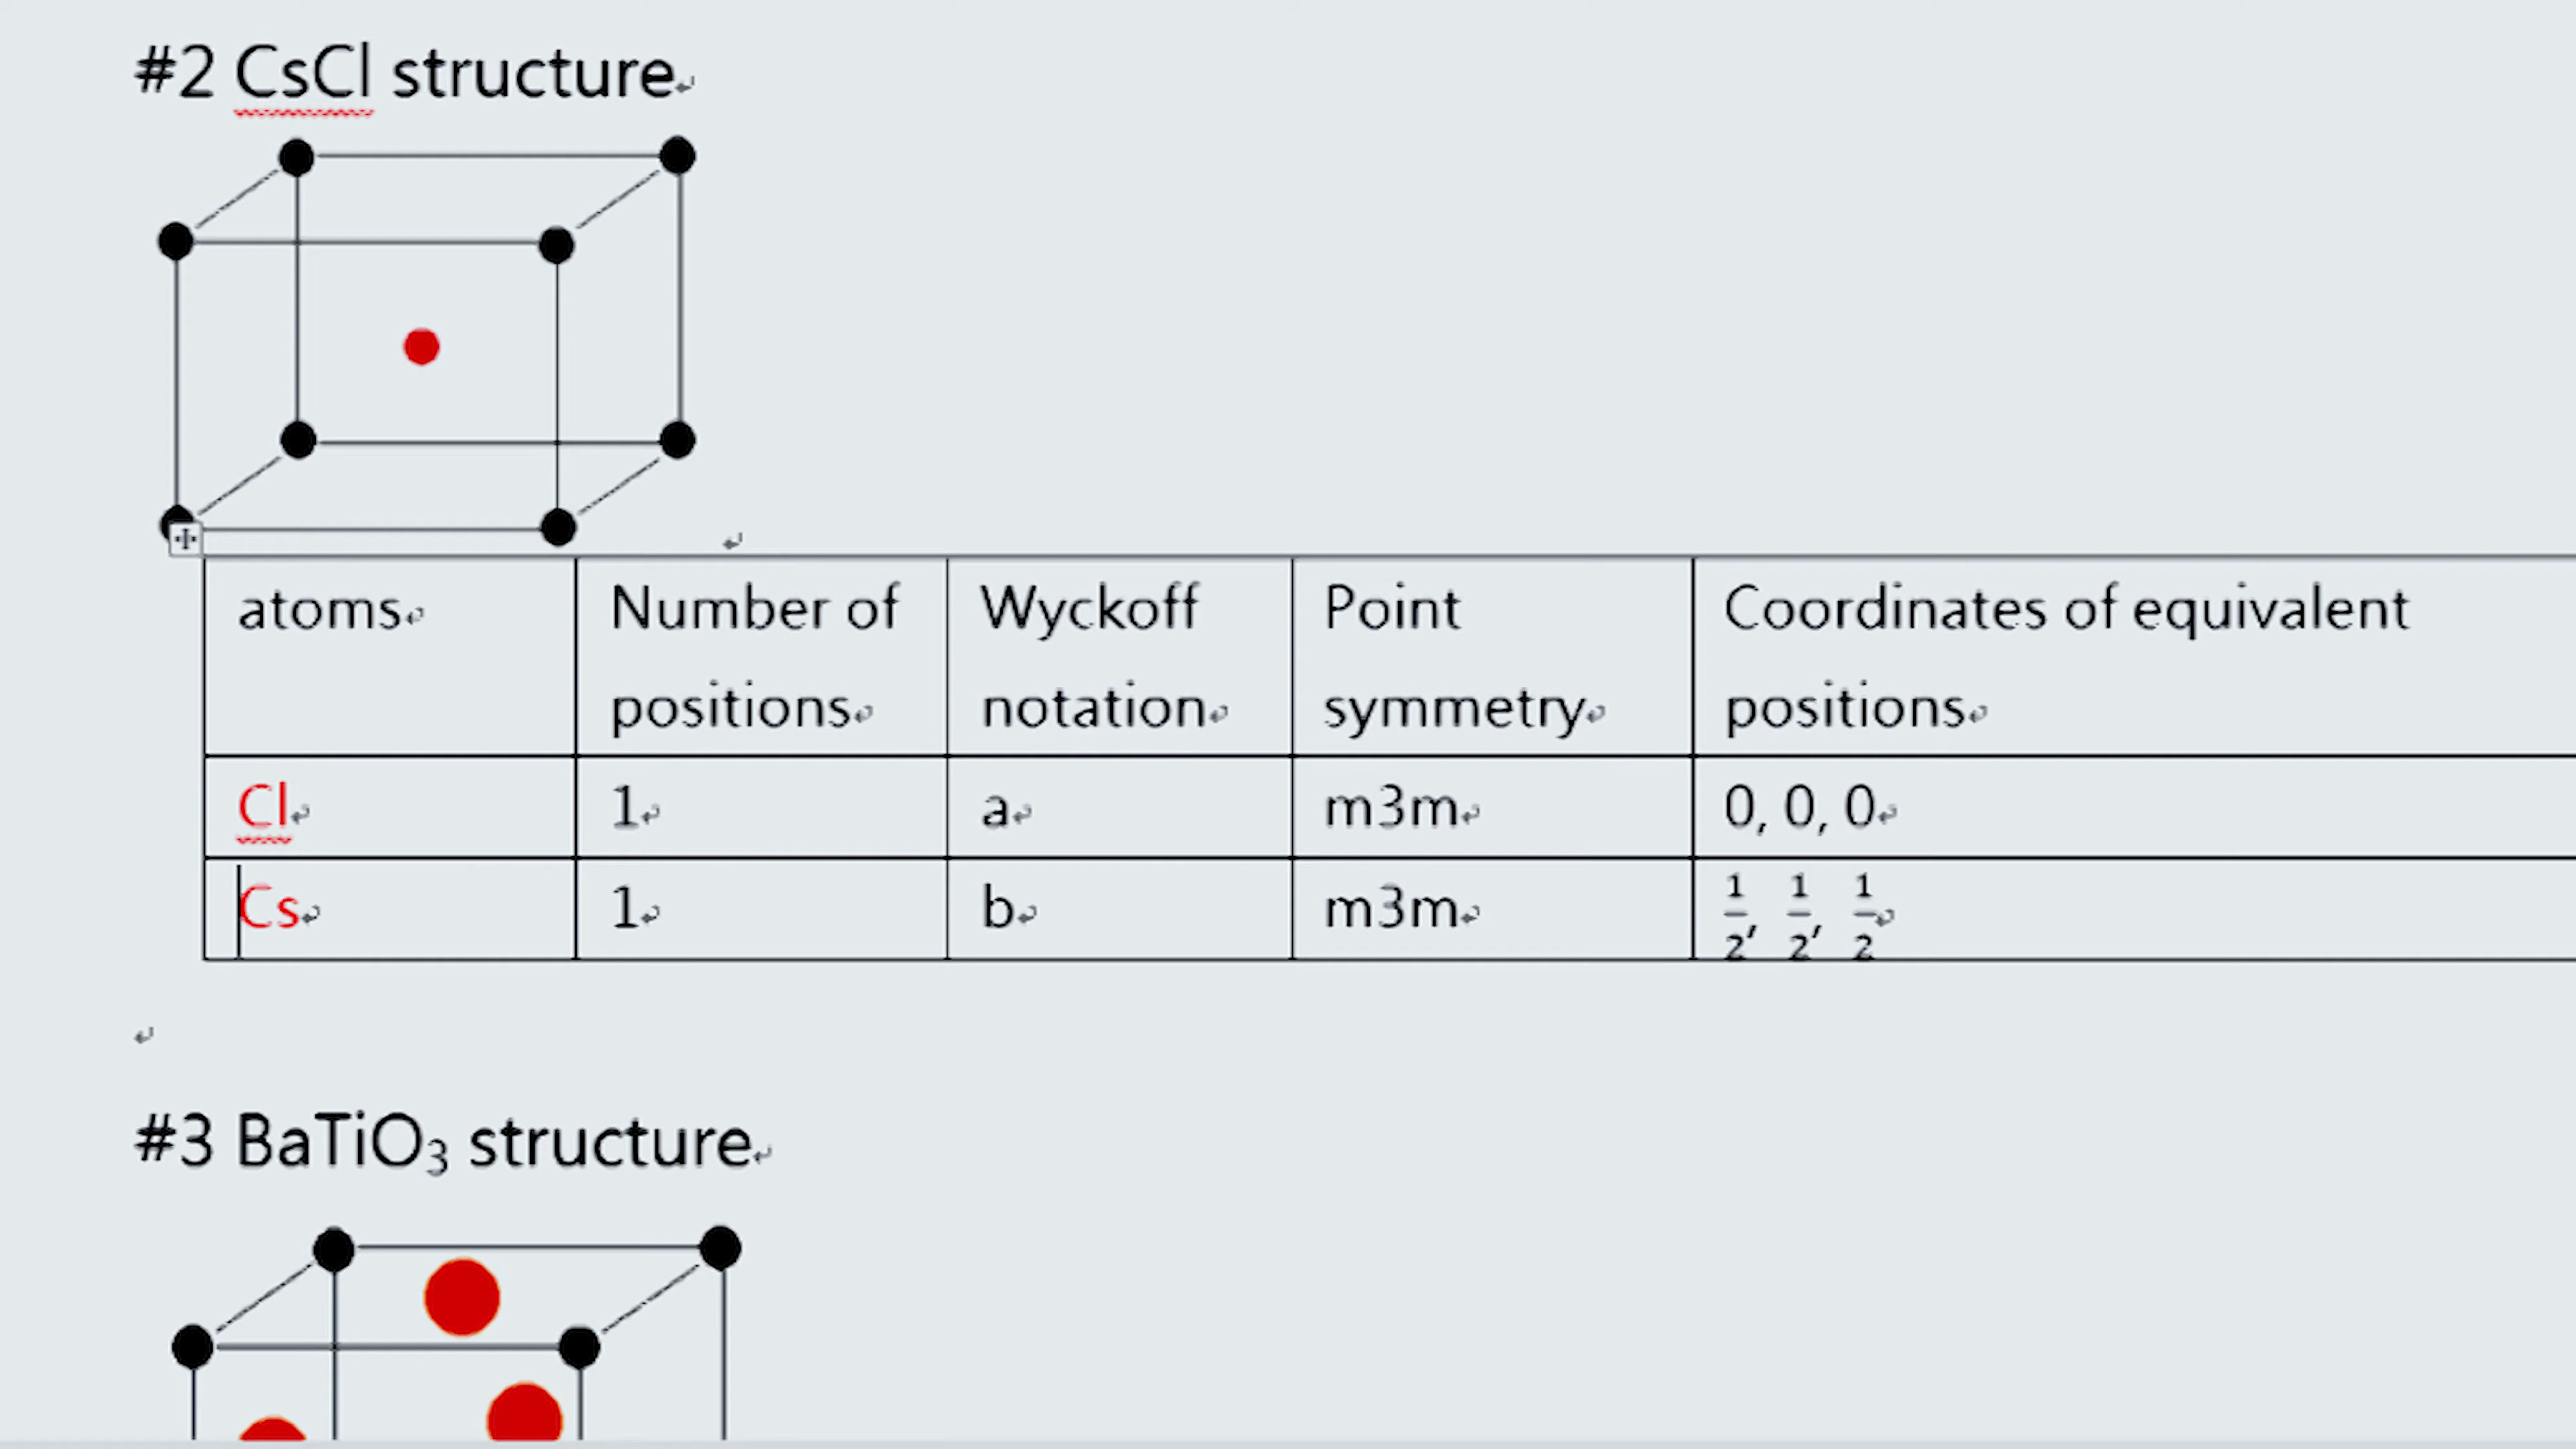 #2 CsCl structure
atoms
Number of
positions
Wyckoff
notation
Point
symmetry
Coordinates of equivalent
positions
Cl
1
a
m3m
0, 0, 0
Cs
1
b
m3m
1/2, 1/2, 1/2
#3 BaTiO₃ structure